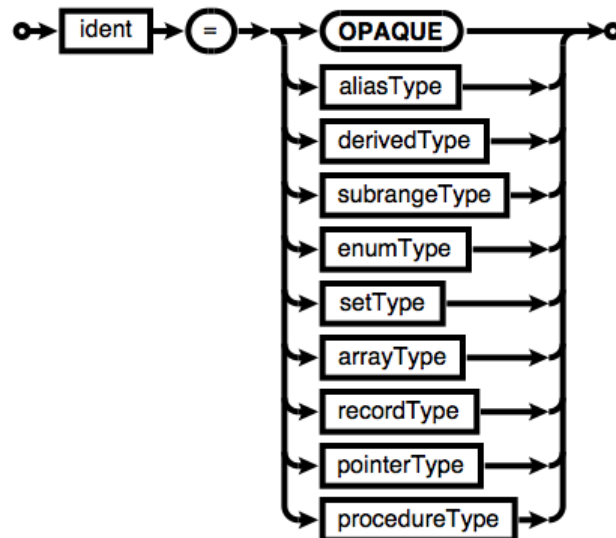 ident = OPAQUE
aliasType
derivedType
subrangeType
enumType
setType
arrayType
recordType
pointerType
procedureType